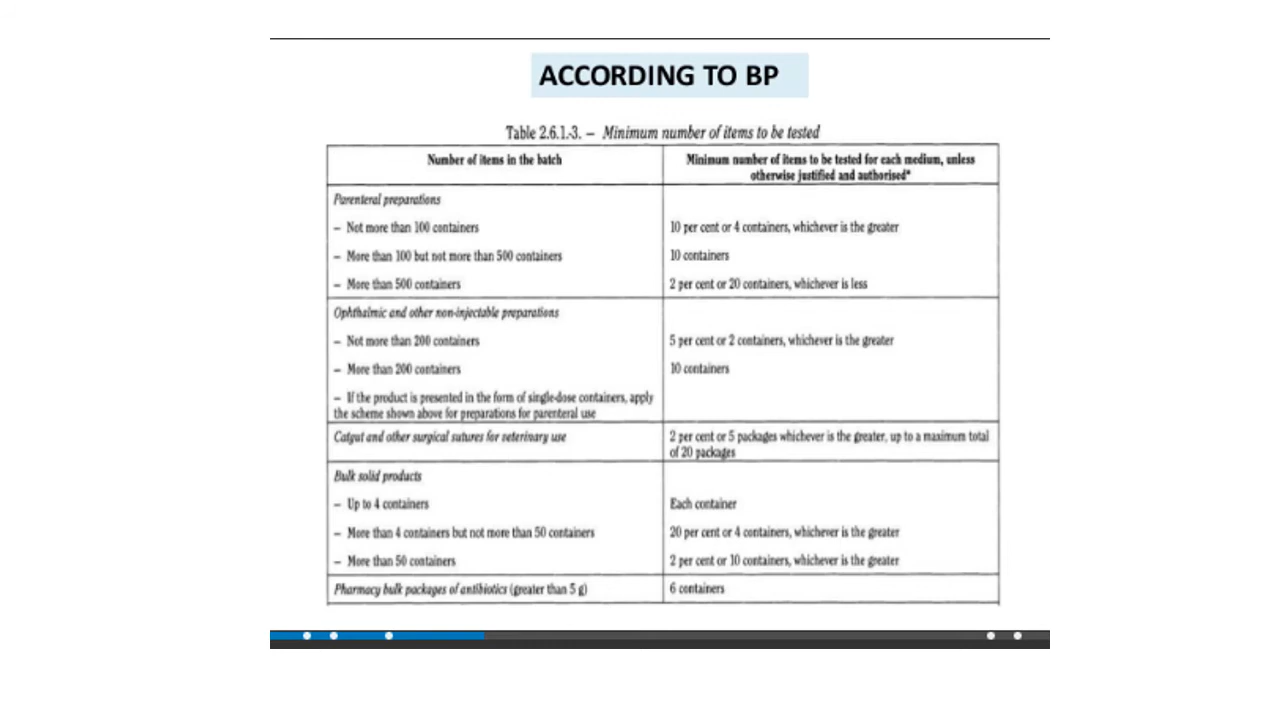 ACCORDING TO BP
Table 2.6.1.-3. – Minimum number of items to be tested
Number of items in the batch
Minimum number of items to be tested for each medium, unless
otherwise justified and authorised*
Parenteral preparations
– Not more than 100 containers
10 per cent or 4 containers, whichever is the greater
– More than 100 but not more than 500 containers
10 containers
– More than 500 containers
2 per cent or 20 containers, whichever is less
Ophthalmic and other non-injectable preparations
– Not more than 200 containers
5 per cent or 2 containers, whichever is the greater
– More than 200 containers
10 containers
– If the product is presented in the form of single-dose containers, apply
the scheme shown above for preparations for parenteral use
Catgut and other surgical sutures for veterinary use
2 per cent or 5 packages whichever is the greater, up to a maximum total
of 20 packages
Bulk solid products
– Up to 4 containers
Each container
– More than 4 containers but not more than 50 containers
20 per cent or 4 containers, whichever is the greater
– More than 50 containers
2 per cent or 10 containers, whichever is the greater
Pharmacy bulk packages of antibiotics (greater than 5 g)
6 containers